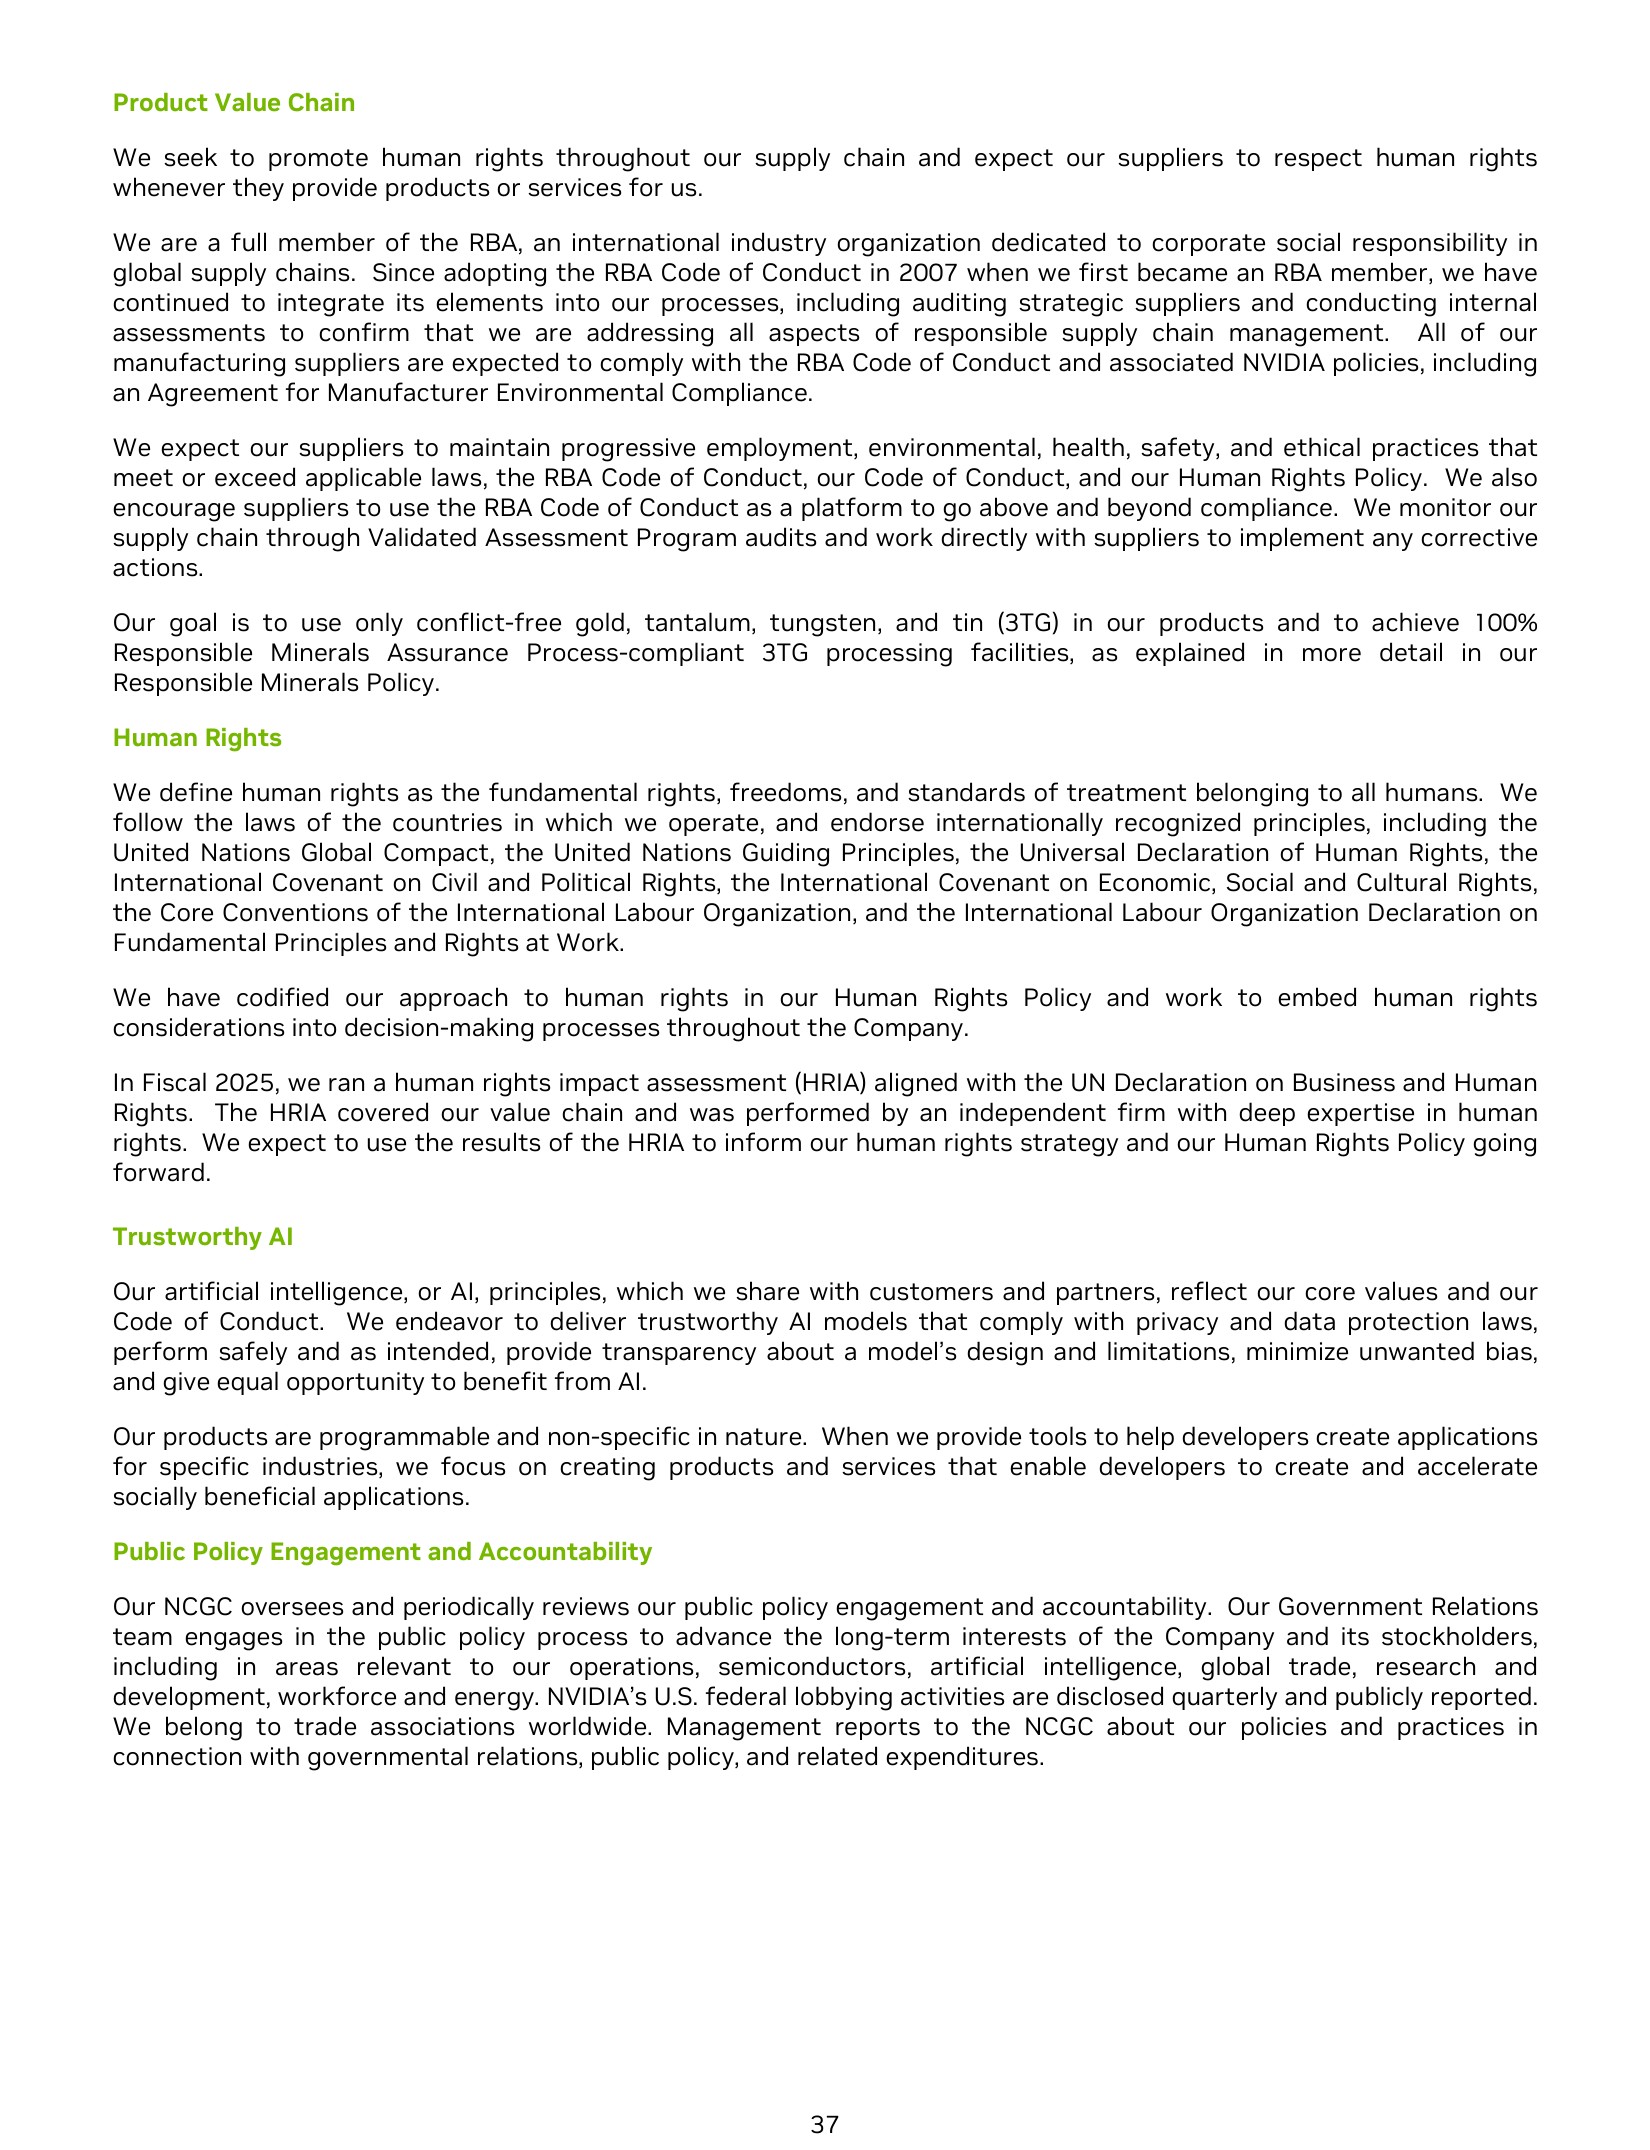 Product Value Chain
We seek to promote human rights throughout our supply chain and expect our suppliers to respect human rights
whenever they provide products or services for us.
We are a full member of the RBA, an international industry organization dedicated to corporate social responsibility in
global supply chains. Since adopting the RBA Code of Conduct in 2007 when we first became an RBA member, we have
continued to integrate its elements into our processes, including auditing strategic suppliers and conducting internal
assessments to confirm that we are addressing all aspects of responsible supply chain management. All of our
manufacturing suppliers are expected to comply with the RBA Code of Conduct and associated NVIDIA policies, including
an Agreement for Manufacturer Environmental Compliance.
We expect our suppliers to maintain progressive employment, environmental, health, safety, and ethical practices that
meet or exceed applicable laws, the RBA Code of Conduct, our Code of Conduct, and our Human Rights Policy. We also
encourage suppliers to use the RBA Code of Conduct as a platform to go above and beyond compliance. We monitor our
supply chain through Validated Assessment Program audits and work directly with suppliers to implement any corrective
actions.
Our goal is to use only conflict-free gold, tantalum, tungsten, and tin (3TG) in our products and to achieve 100%
Responsible Minerals Assurance Process-compliant 3TG processing facilities, as explained in more detail in our
Responsible Minerals Policy.
Human Rights
We define human rights as the fundamental rights, freedoms, and standards of treatment belonging to all humans. We
follow the laws of the countries in which we operate, and endorse internationally recognized principles, including the
United Nations Global Compact, the United Nations Guiding Principles, the Universal Declaration of Human Rights, the
International Covenant on Civil and Political Rights, the International Covenant on Economic, Social and Cultural Rights,
the Core Conventions of the International Labour Organization, and the International Labour Organization Declaration on
Fundamental Principles and Rights at Work.
We have codified our approach to human rights in our Human Rights Policy and work to embed human rights
considerations into decision-making processes throughout the Company.
In Fiscal 2025, we ran a human rights impact assessment (HRIA) aligned with the UN Declaration on Business and Human
Rights. The HRIA covered our value chain and was performed by an independent firm with deep expertise in human
rights. We expect to use the results of the HRIA to inform our human rights strategy and our Human Rights Policy going
forward.
Trustworthy AI
Our artificial intelligence, or AI, principles, which we share with customers and partners, reflect our core values and our
Code of Conduct. We endeavor to deliver trustworthy AI models that comply with privacy and data protection laws,
perform safely and as intended, provide transparency about a model’s design and limitations, minimize unwanted bias,
and give equal opportunity to benefit from AI.
Our products are programmable and non-specific in nature. When we provide tools to help developers create applications
for specific industries, we focus on creating products and services that enable developers to create and accelerate
socially beneficial applications.
Public Policy Engagement and Accountability
Our NCGC oversees and periodically reviews our public policy engagement and accountability. Our Government Relations
team engages in the public policy process to advance the long-term interests of the Company and its stockholders,
including in areas relevant to our operations, semiconductors, artificial intelligence, global trade, research and
development, workforce and energy. NVIDIA’s U.S. federal lobbying activities are disclosed quarterly and publicly reported.
We belong to trade associations worldwide. Management reports to the NCGC about our policies and practices in
connection with governmental relations, public policy, and related expenditures.
37